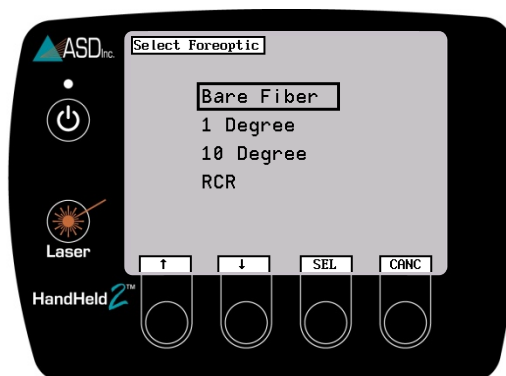 ASD Inc.
Select Foreoptic
Bare Fiber
1 Degree
10 Degree
RCR
Laser
↑ ↓ SEL CANC
HandHeld 2™